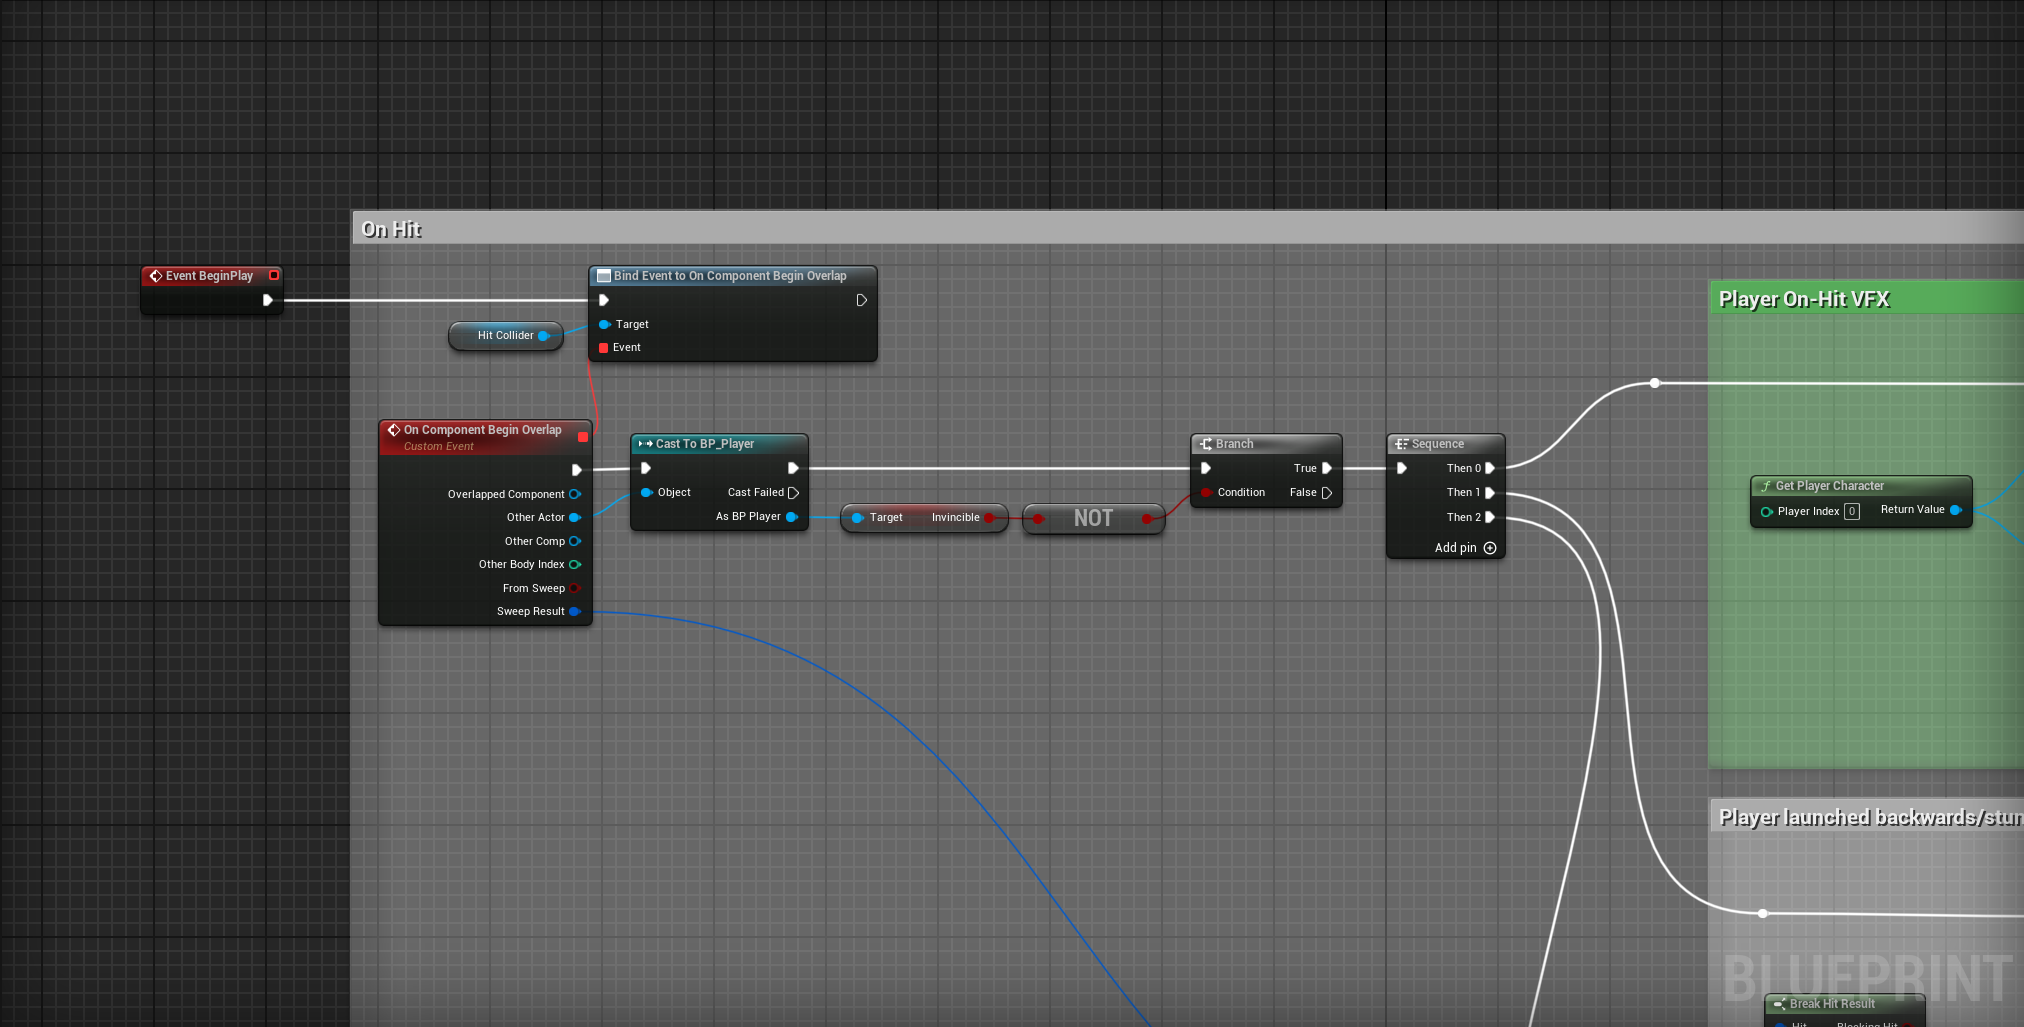 On Hit
Event BeginPlay
Bind Event to On Component Begin Overlap
Hit Collider
Target
Event
Player On-Hit VFX
On Component Begin Overlap
Custom Event
Overlapped Component
Other Actor
Other Comp
Other Body Index
From Sweep
Sweep Result
Cast To BP_Player
Object
Cast Failed
As BP Player
Target Invincible
NOT
Branch
True
Condition False
Sequence
Then 0
Then 1
Then 2
Add pin
Get Player Character
Player Index 0 Return Value
Player launched backwards/stun
BLUEPRINT
Break Hit Result
Hit Blocking Hit